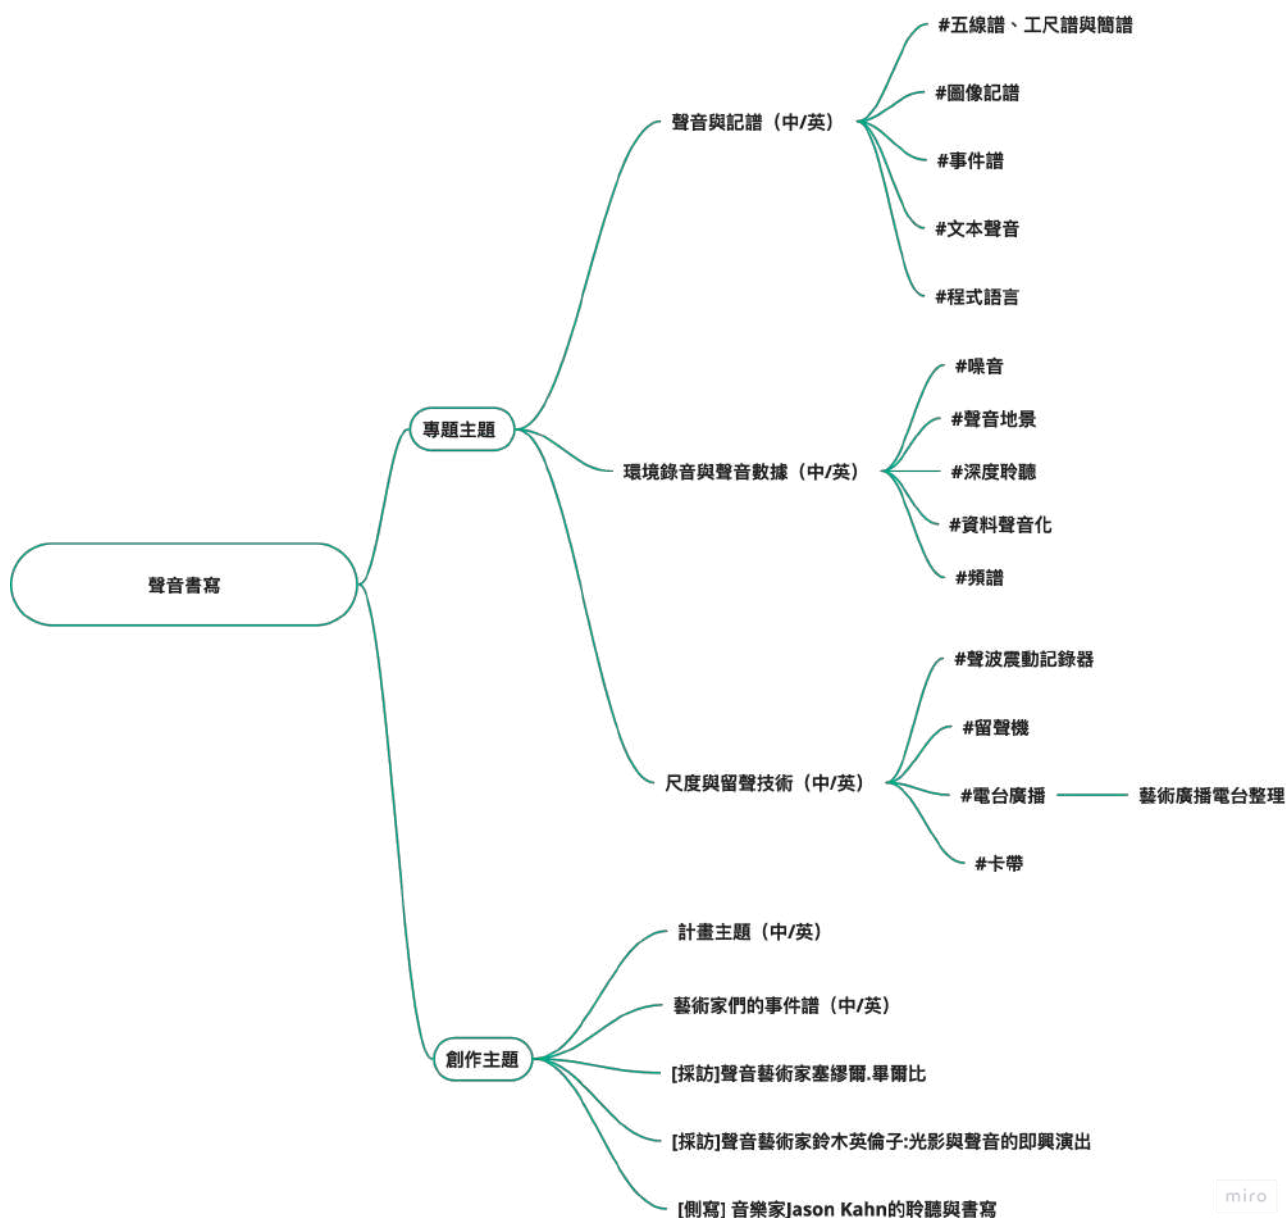 聲音書寫
專題主題
聲音與記譜（中/英）
#五線譜、工尺譜與簡譜
#圖像記譜
#事件譜
#文本聲音
#程式語言
環境錄音與聲音數據（中/英）
#噪音
#聲音地景
#深度聆聽
#資料聲音化
#頻譜
尺度與留聲技術（中/英）
#聲波震動記錄器
#留聲機
#電台廣播
藝術廣播電台整理
#卡帶
創作主題
計畫主題（中/英）
藝術家們的事件譜（中/英）
[採訪]聲音藝術家塞繆爾.畢爾比
[採訪]聲音藝術家鈴木英倫子:光影與聲音的即興演出
[側寫] 音樂家Jason Kahn的聆聽與書寫
miro